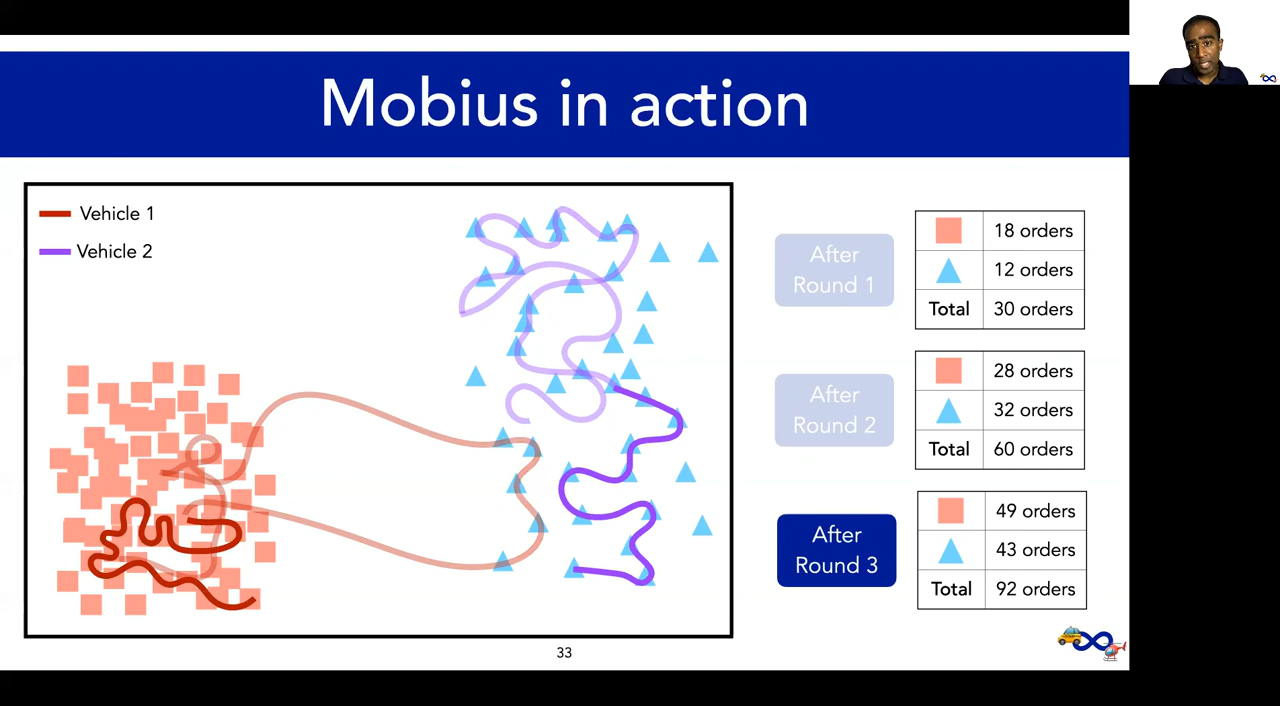 Mobius in action
Vehicle 1
Vehicle 2
After
Round 1
18 orders
12 orders
Total 30 orders
After
Round 2
28 orders
32 orders
Total 60 orders
After
Round 3
49 orders
43 orders
Total 92 orders
33